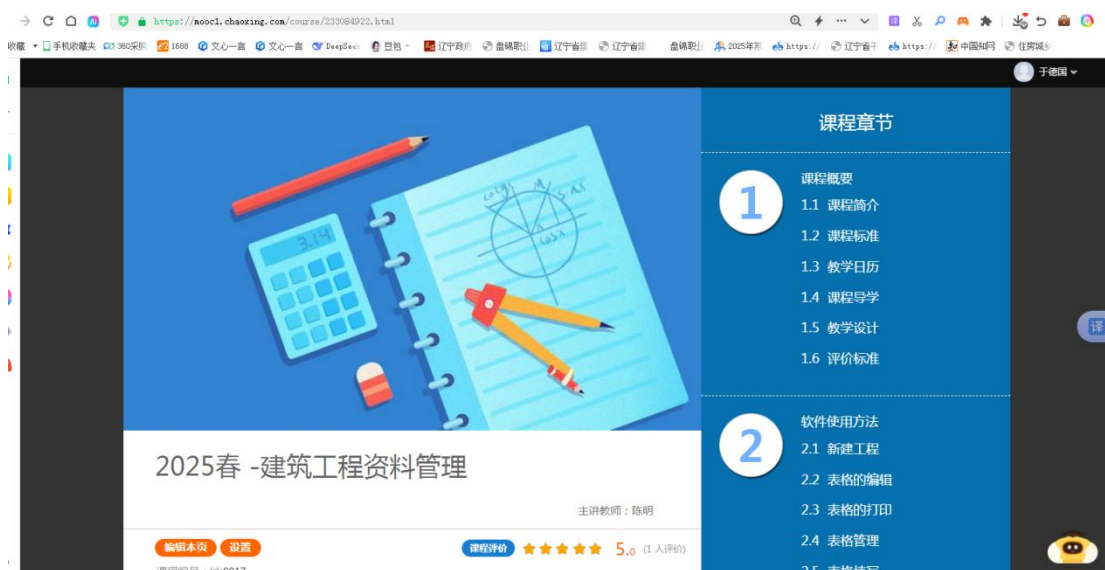 https://mooc1.chaoxing.com/course/233084922.html
收藏 手机收藏夹 360采购 1688 文心一言 文心一言 DeepSeek 豆包 - 辽宁政府 盘锦职业 辽宁省 辽宁省 盘锦职业 2025年 https:// 辽宁省 https:// 中国知网 住房城乡
于德国
课程章节
1
课程概要
1.1 课程简介
1.2 课程标准
1.3 教学日历
1.4 课程导学
1.5 教学设计
1.6 评价标准
2
软件使用方法
2.1 新建工程
2.2 表格的编辑
2.3 表格的打印
2.4 表格管理
2.5 表格填写
3.14
2025春 -建筑工程资料管理
主讲教师：陈明
编辑本页 设置
课程评价 5.0 (1 人评价)
译